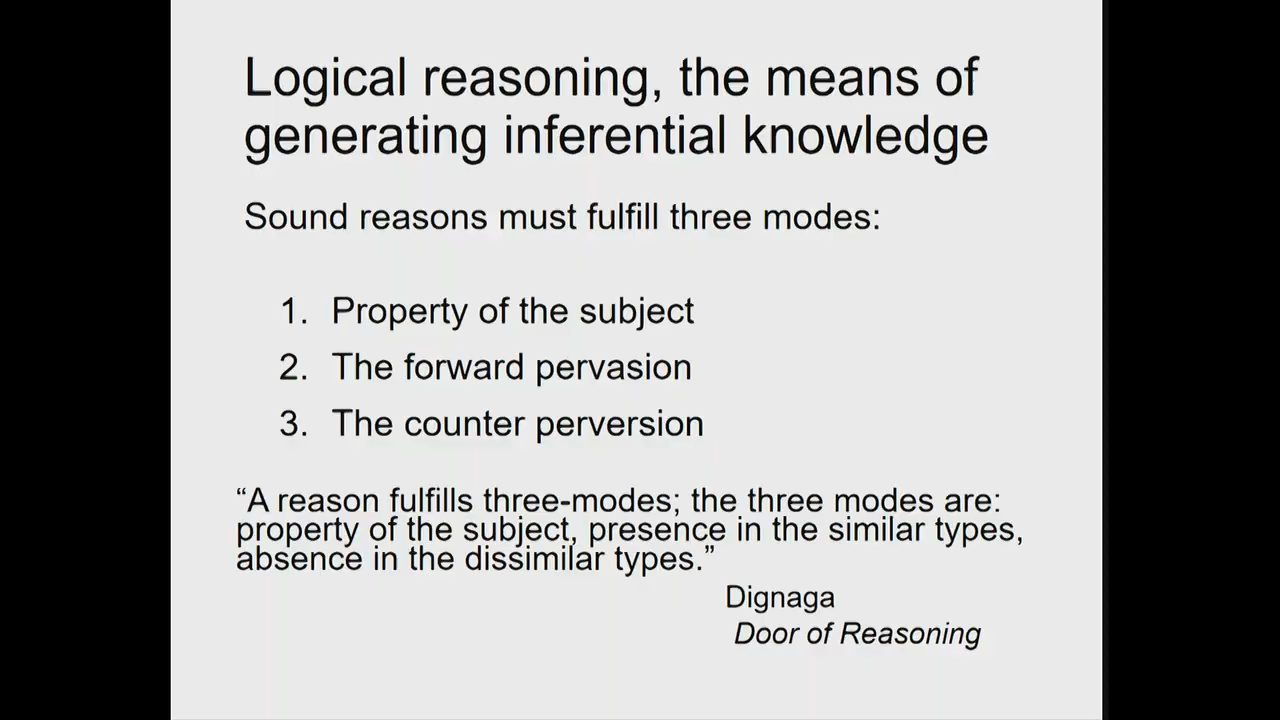 Logical reasoning, the means of
generating inferential knowledge
Sound reasons must fulfill three modes:
1. Property of the subject
2. The forward pervasion
3. The counter perversion
“A reason fulfills three-modes; the three modes are:
property of the subject, presence in the similar types,
absence in the dissimilar types.”
Dignaga
Door of Reasoning